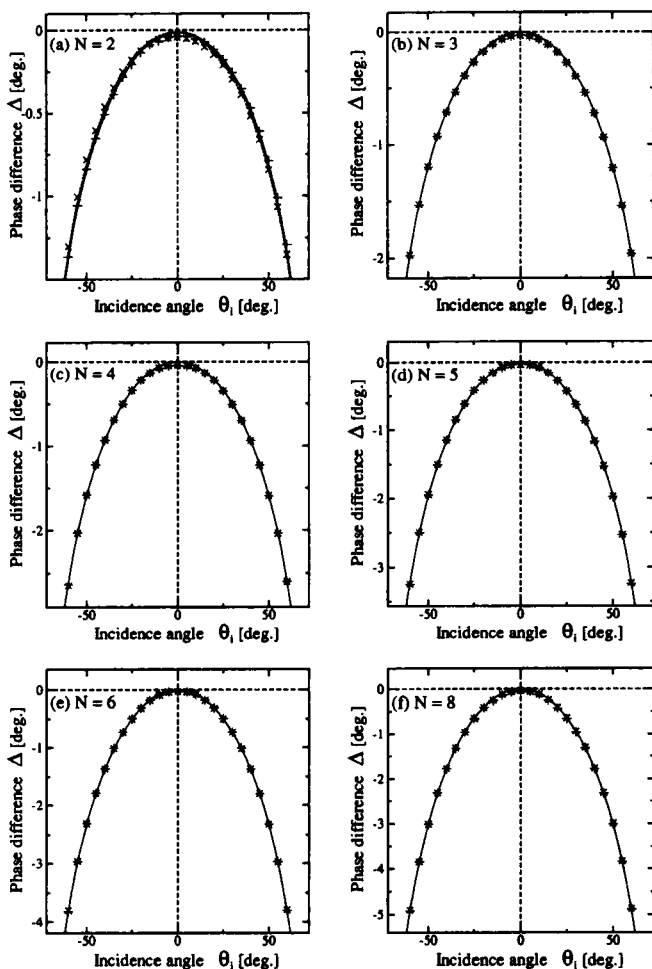 (a) N = 2
0
-0.5
-1
Phase difference Δ [deg.]
-50 0 50
Incidence angle θi [deg.]
(b) N = 3
0
-1
-2
Phase difference Δ [deg.]
-50 0 50
Incidence angle θi [deg.]
(c) N = 4
0
-1
-2
Phase difference Δ [deg.]
-50 0 50
Incidence angle θi [deg.]
(d) N = 5
0
-1
-2
-3
Phase difference Δ [deg.]
-50 0 50
Incidence angle θi [deg.]
(e) N = 6
0
-1
-2
-3
-4
Phase difference Δ [deg.]
-50 0 50
Incidence angle θi [deg.]
(f) N = 8
0
-1
-2
-3
-4
-5
Phase difference Δ [deg.]
-50 0 50
Incidence angle θi [deg.]